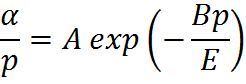 α/p = A exp(−Bp/E)